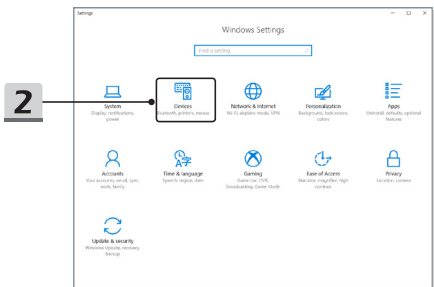 Settings
Windows Settings
Find a setting
2
System
Display, notifications,
power
Devices
Bluetooth, printers, mouse
Network & Internet
Wi-Fi, airplane mode, VPN
Personalization
Background, lock screen,
colors
Apps
Uninstall, defaults, optional
features
Accounts
Your accounts, email, sync,
work, family
Time & language
Speech, region, date
Gaming
Game bar, DVR,
broadcasting, Game Mode
Ease of Access
Narrator, magnifier, high
contrast
Privacy
Location, camera
Update & security
Windows Update, recovery,
backup